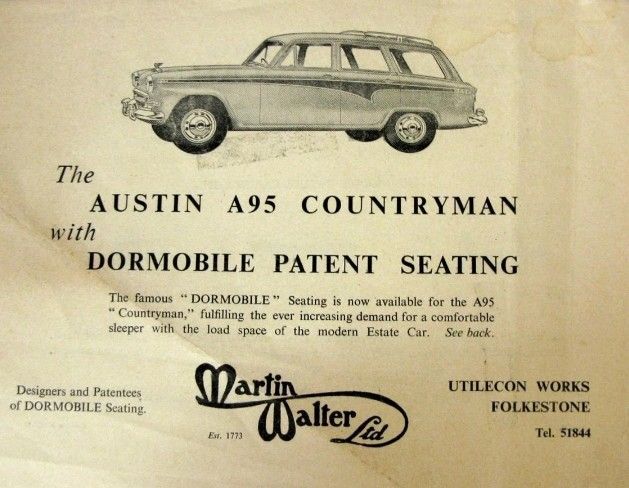 The
AUSTIN A95 COUNTRYMAN
with
DORMOBILE PATENT SEATING
The famous “DORMOBILE” Seating is now available for the A95
“Countryman,” fulfilling the ever increasing demand for a comfortable
sleeper with the load space of the modern Estate Car. See back.
Designers and Patentees
of DORMOBILE Seating.
Martin
Walter
Ltd
Est. 1773
UTILECON WORKS
FOLKESTONE
Tel. 51844